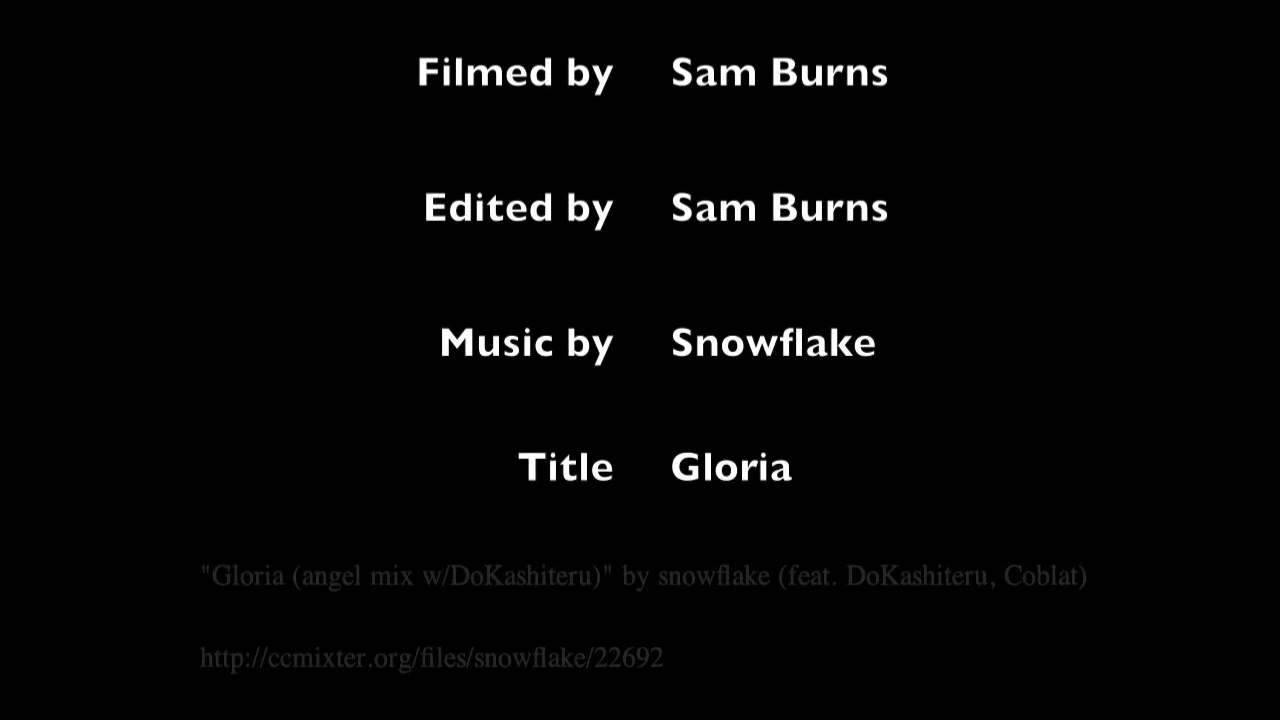 Filmed by Sam Burns
Edited by Sam Burns
Music by Snowflake
Title Gloria
"Gloria (angel mix w/DoKashiteru)" by snowflake (feat. DoKashiteru, Coblat)
http://ccmixter.org/files/snowflake/22692